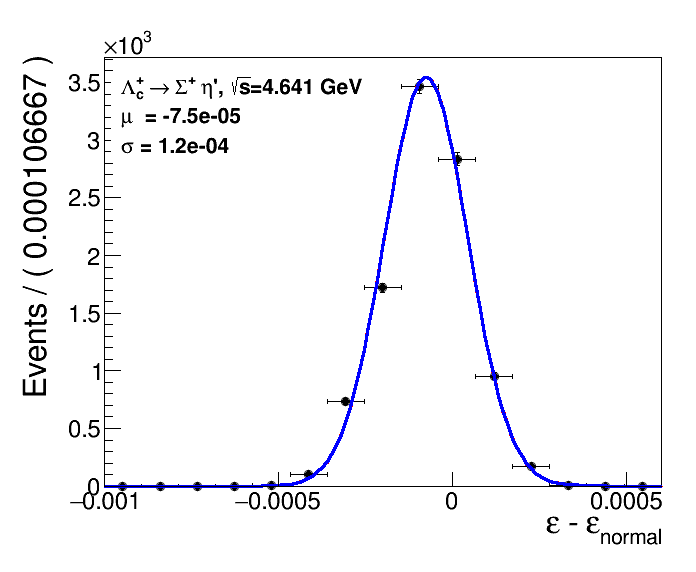 ×10³
Λc⁺ → Σ⁺ η', √s=4.641 GeV
μ = -7.5e-05
σ = 1.2e-04
3.5
3
2.5
2
1.5
1
0.5
0
Events / ( 0.000106667 )
−0.001 −0.0005 0 0.0005
ε - εnormal